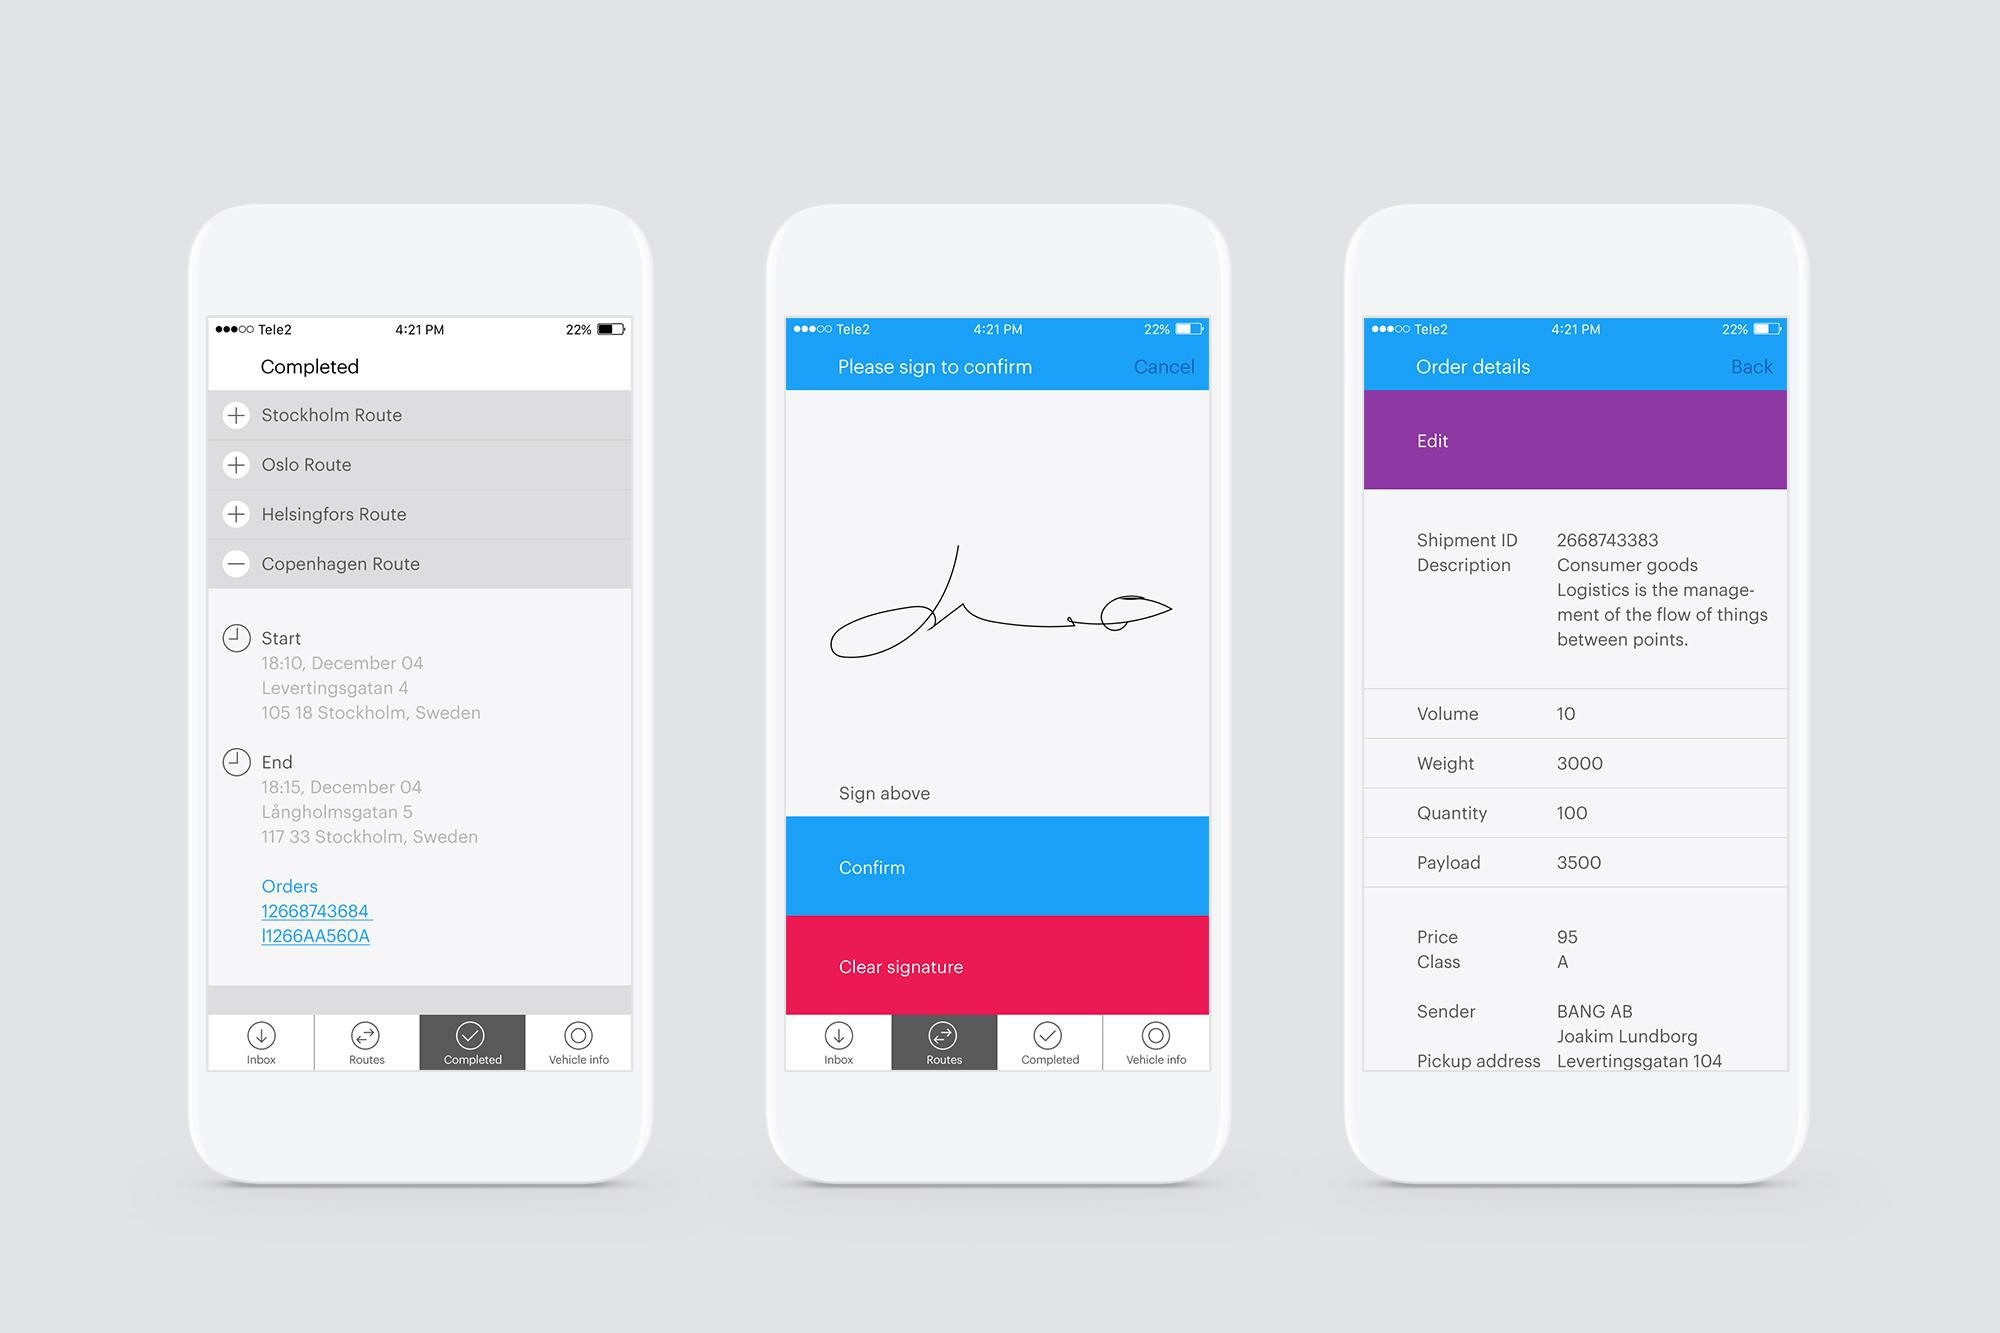 Tele2 4:21 PM 22%
Completed
Stockholm Route
Oslo Route
Helsingfors Route
Copenhagen Route
Start
18:10, December 04
Levertingsgatan 4
105 18 Stockholm, Sweden
End
18:15, December 04
Långholmsgatan 5
117 33 Stockholm, Sweden
Orders
12668743684
I1266AA560A
Inbox Routes Completed Vehicle info
Tele2 4:21 PM 22%
Please sign to confirm Cancel
Sign above
Confirm
Clear signature
Inbox Routes Completed Vehicle info
Tele2 4:21 PM 22%
Order details Back
Edit
Shipment ID 2668743383
Description Consumer goods
Logistics is the manage-
ment of the flow of things
between points.
Volume 10
Weight 3000
Quantity 100
Payload 3500
Price 95
Class A
Sender BANG AB
Joakim Lundborg
Pickup address Levertingsgatan 104